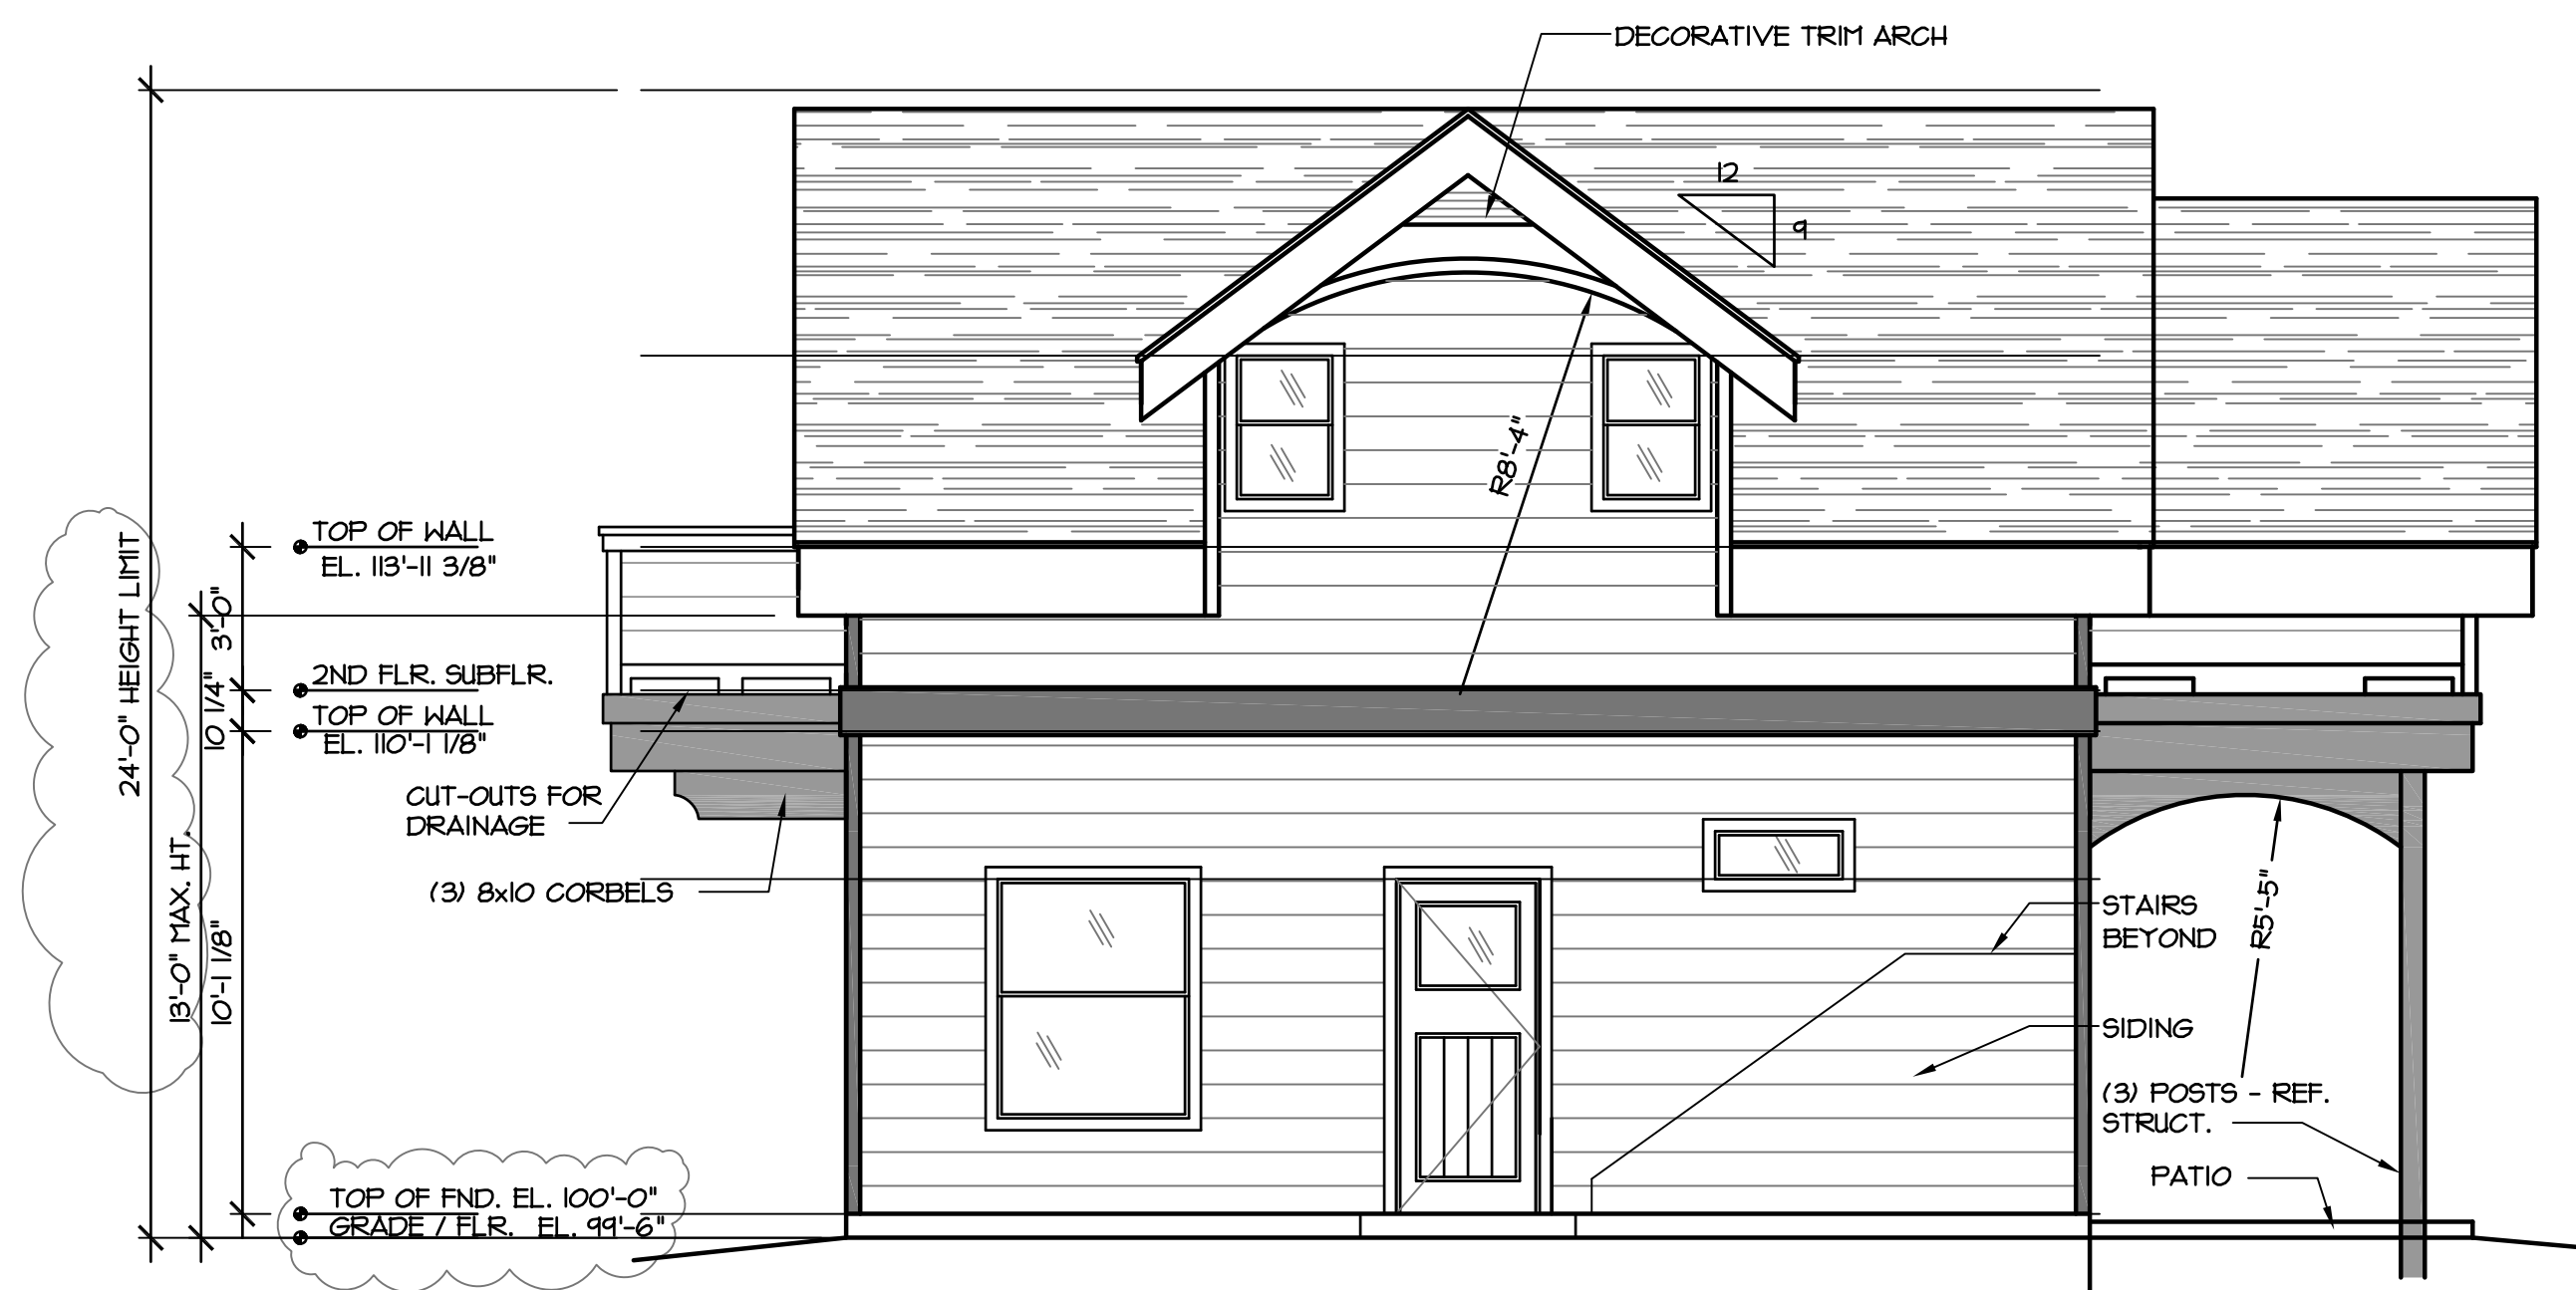 DECORATIVE TRIM ARCH
12
9
R8'-4"
24'-0" HEIGHT LIMIT
13'-0" MAX. HT.
3'-0"
10 1/4"
10'-1 1/8"
TOP OF WALL
EL. 113'-11 3/8"
2ND FLR. SUBFLR.
TOP OF WALL
EL. 110'-1 1/8"
CUT-OUTS FOR
DRAINAGE
(3) 8x10 CORBELS
STAIRS
BEYOND
R5'-5"
SIDING
(3) POSTS - REF.
STRUCT.
PATIO
TOP OF FND. EL. 100'-0"
GRADE / FLR. EL. 99'-6"